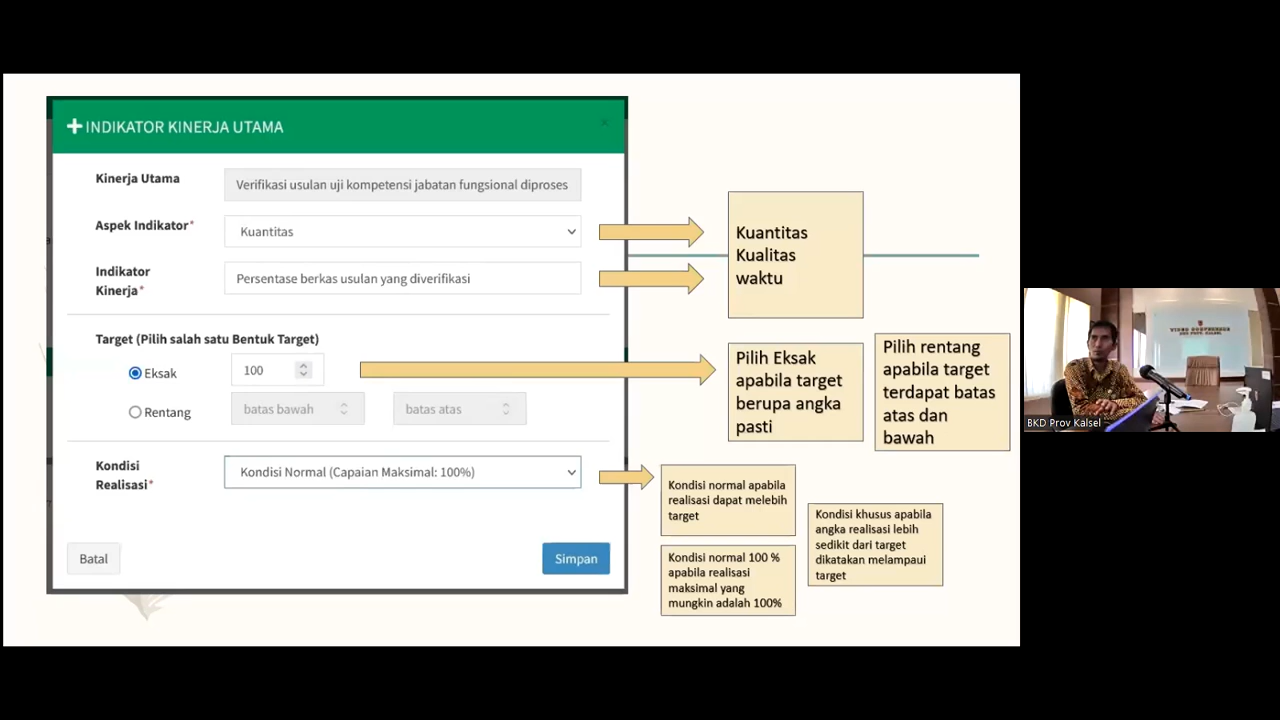 INDIKATOR KINERJA UTAMA
Kinerja Utama
Verifikasi usulan uji kompetensi jabatan fungsional diproses
Aspek Indikator*
Kuantitas
Indikator
Kinerja*
Persentase berkas usulan yang diverifikasi
Target (Pilih salah satu Bentuk Target)
Eksak
100
Rentang
batas bawah
batas atas
Kondisi
Realisasi*
Kondisi Normal (Capaian Maksimal: 100%)
Batal
Simpan
Kuantitas
Kualitas
waktu
Pilih Eksak
apabila target
berupa angka
pasti
Pilih rentang
apabila target
terdapat batas
atas dan
bawah
Kondisi normal apabila
realisasi dapat melebih
target
Kondisi normal 100 %
apabila realisasi
maksimal yang
mungkin adalah 100%
Kondisi khusus apabila
angka realisasi lebih
sedikit dari target
dikatakan melampaui
target
BKD Prov Kalsel